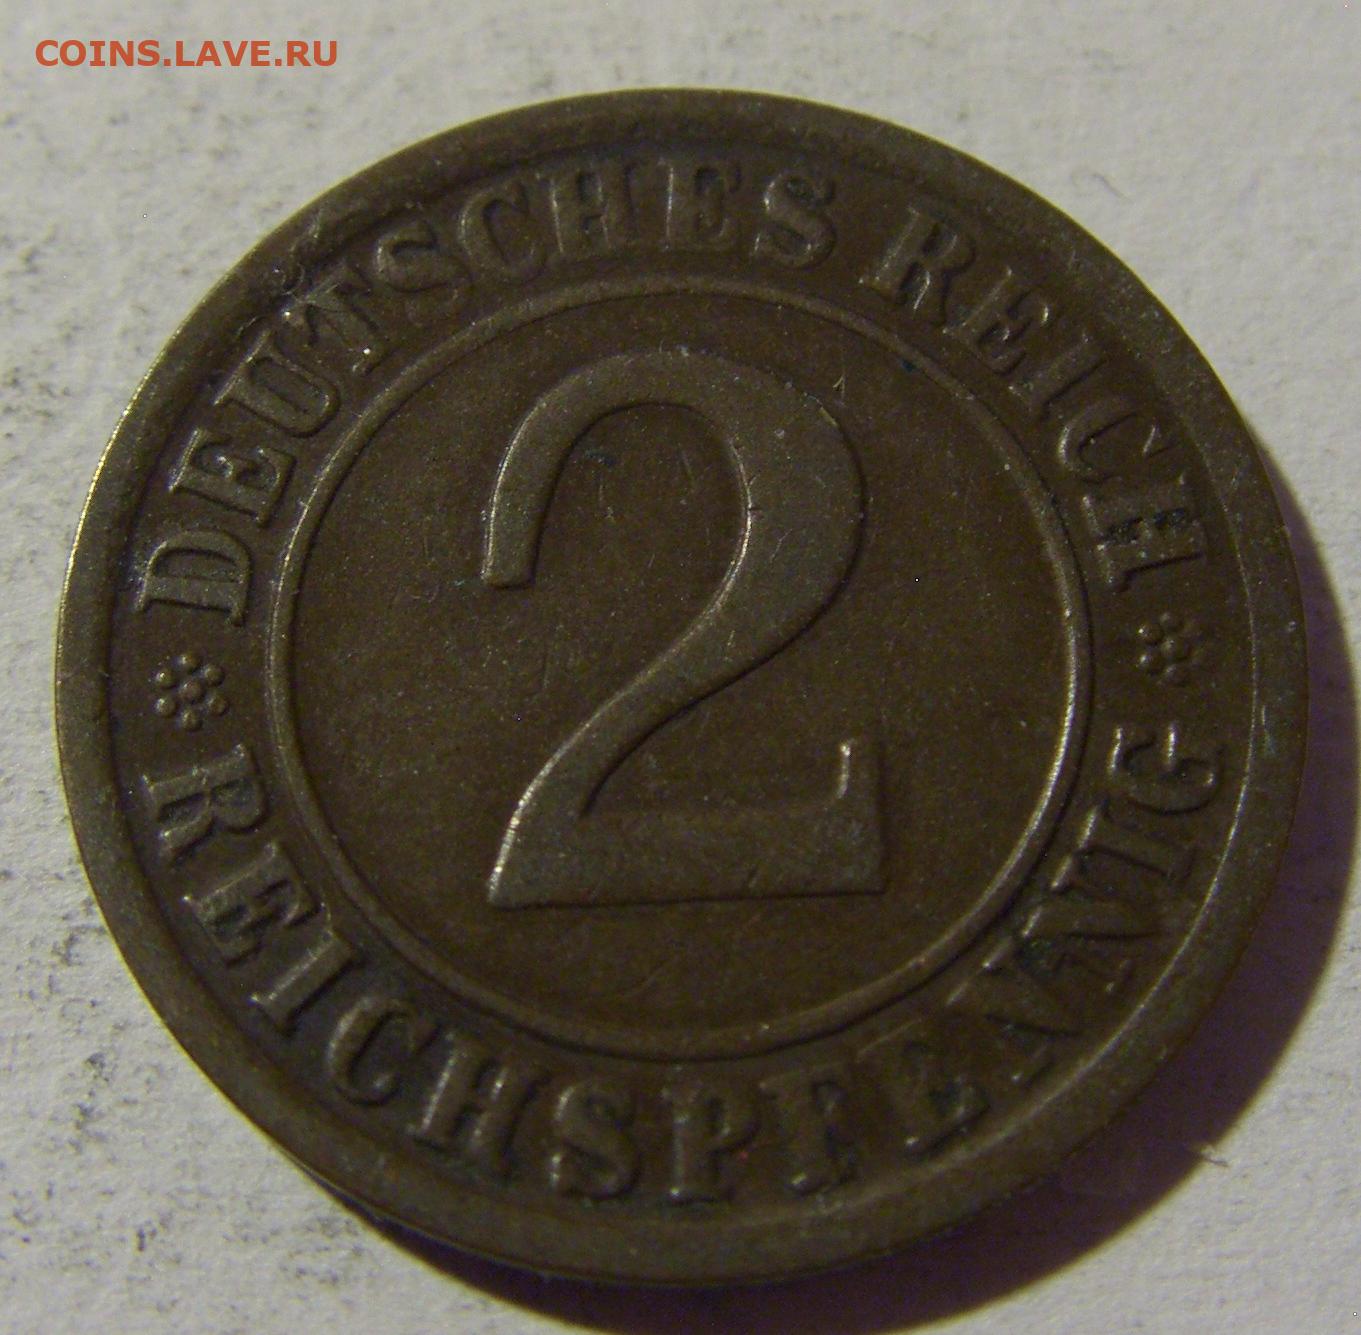 COINS.LAVE.RU
DEUTSCHES REICH
2
REICHSPFENNIG